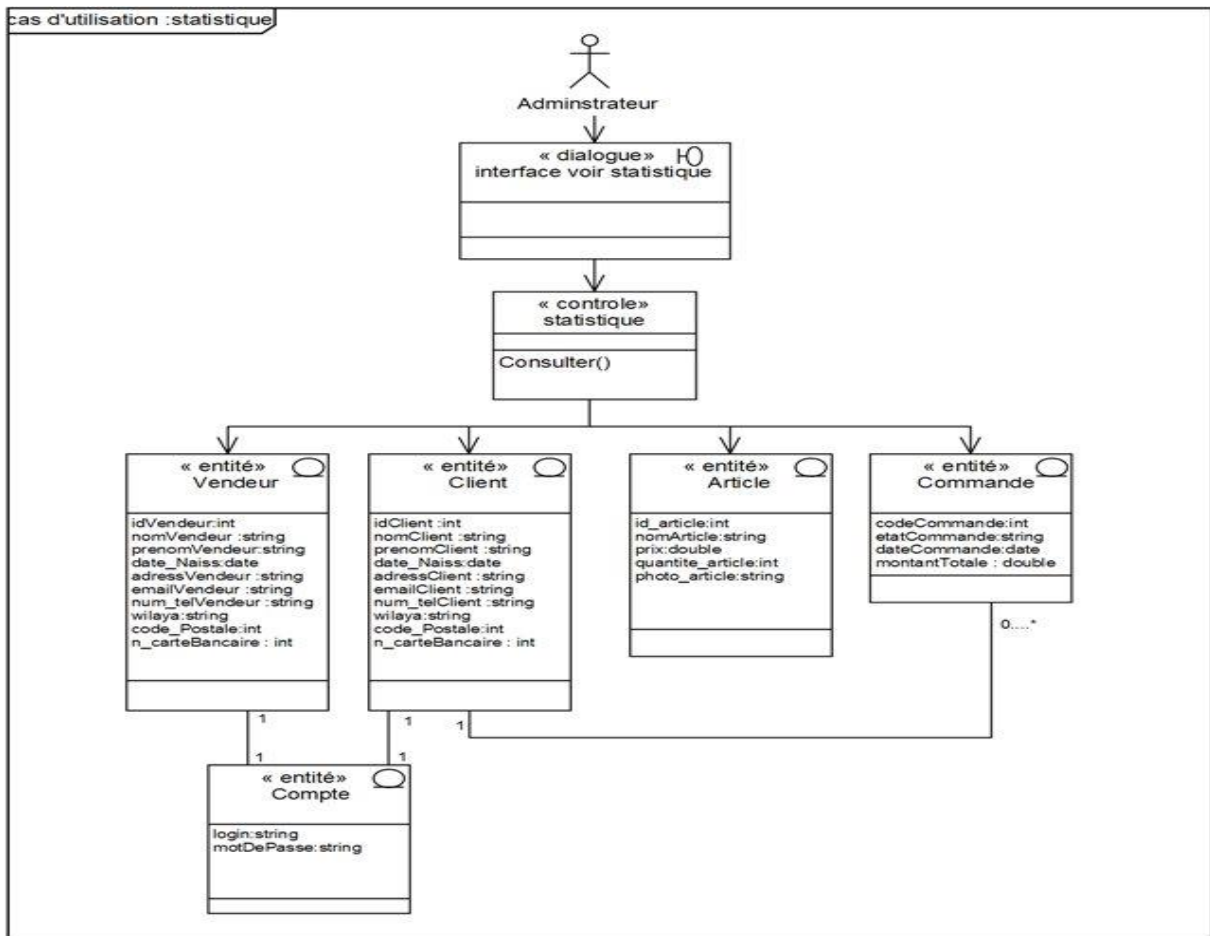 cas d'utilisation :statistique
Adminstrateur
« dialogue»
interface voir statistique
« controle»
statistique
Consulter()
« entité»
Vendeur
idVendeur:int
nomVendeur :string
prenomVendeur:string
date_Naiss:date
adressVendeur :string
emailVendeur :string
num_telVendeur :string
wilaya:string
code_Postale:int
n_carteBancaire : int
« entité»
Client
idClient :int
nomClient :string
prenomClient :string
date_Naiss:date
adressClient :string
emailClient :string
num_telClient :string
wilaya:string
code_Postale:int
n_carteBancaire : int
« entité»
Article
id_article:int
nomArticle:string
prix:double
quantite_article:int
photo_article:string
« entité»
Commande
codeCommande:int
etatCommande:string
dateCommande:date
montantTotale : double
0....*
1
1
1
1
1
« entité»
Compte
login:string
motDePasse:string